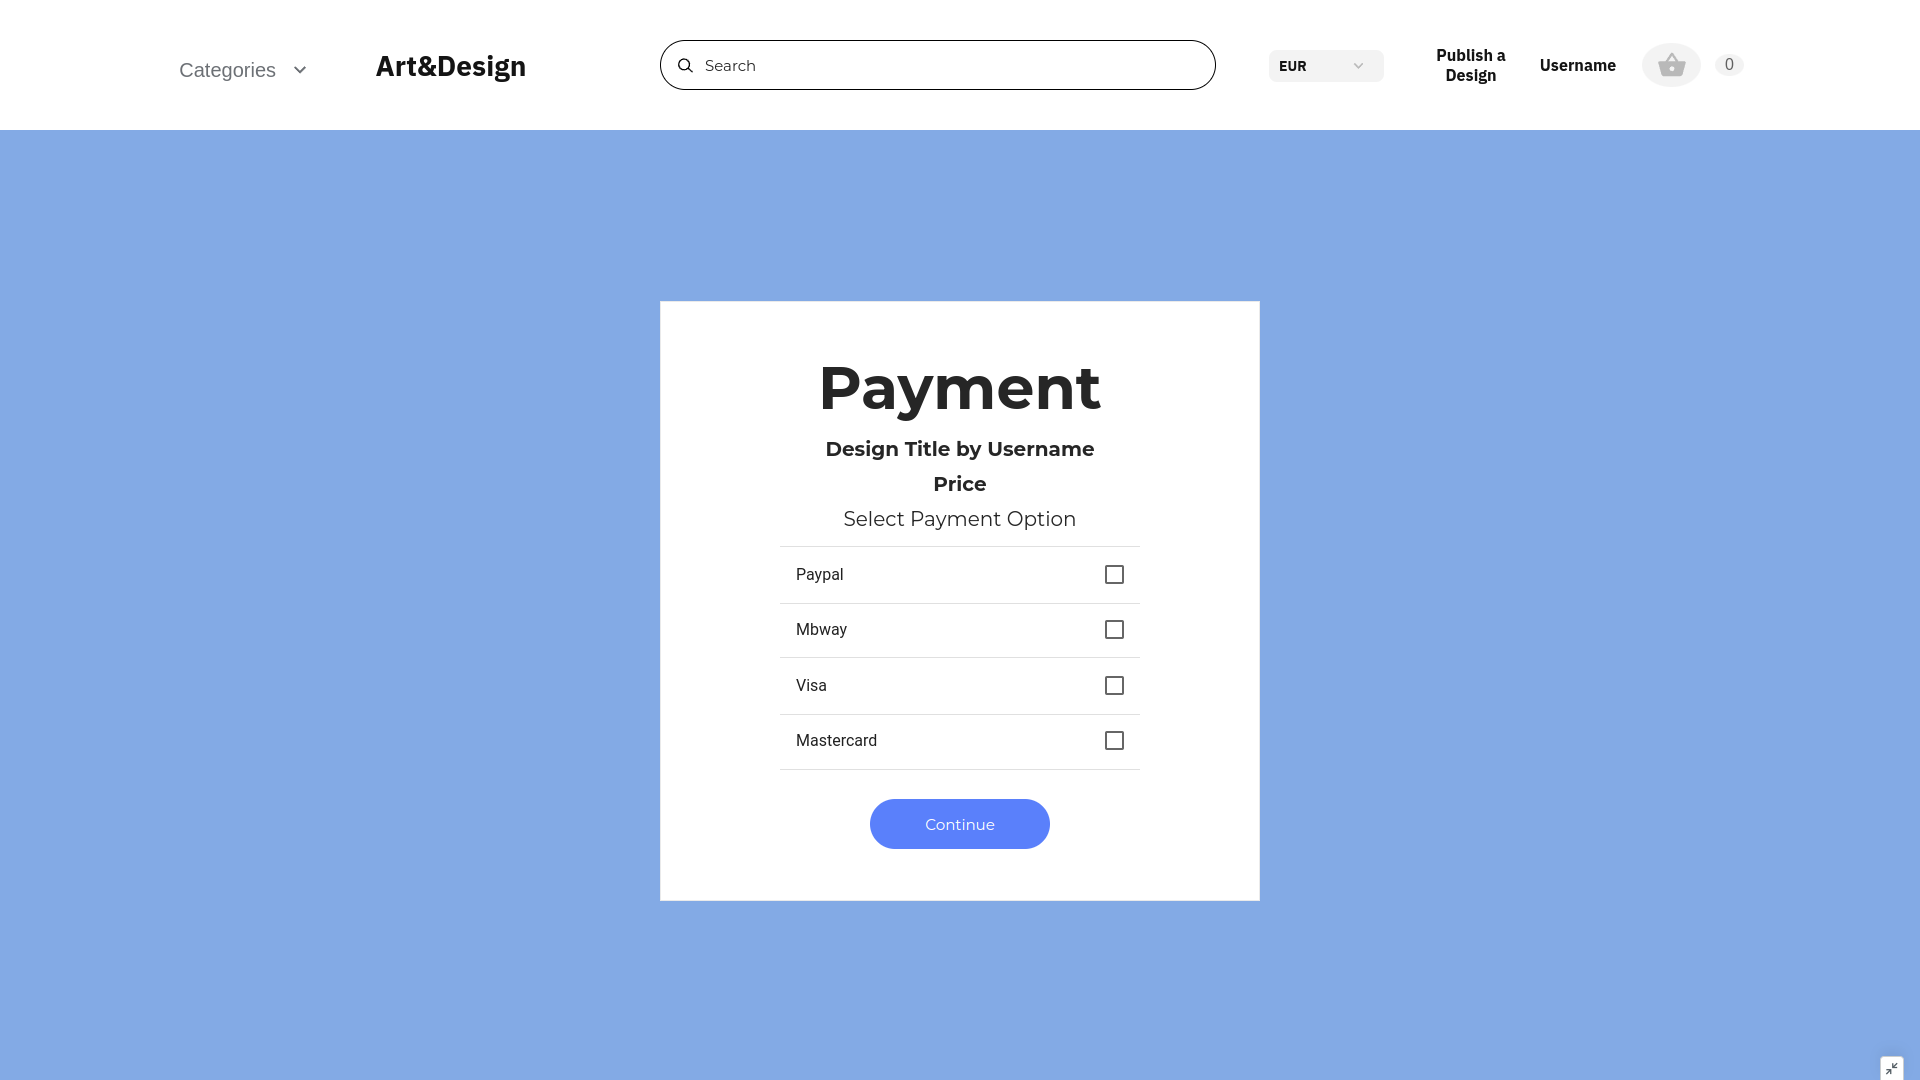 Categories
Art&Design
Search
EUR
Publish a
Design
Username
0
Payment
Design Title by Username
Price
Select Payment Option
Paypal
Mbway
Visa
Mastercard
Continue